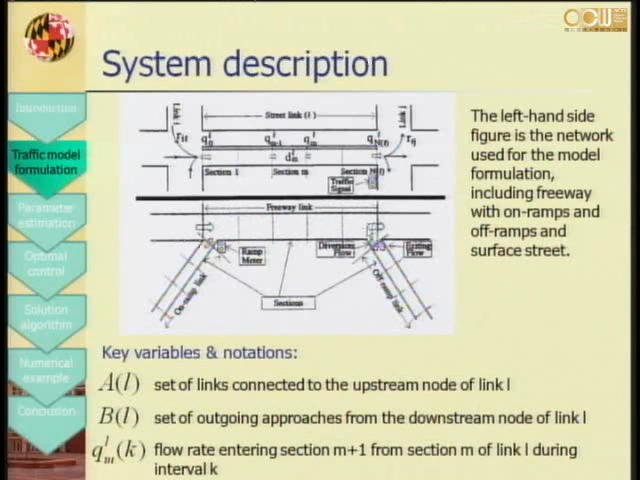 OCW
System description
Introduction
Traffic model
formulation
Parameter
estimation
Optimal
control
Solution
algorithm
Numerical
example
Conclusion
Link i
Street link (l)
Link j
Section 1
Section m
Section N(l)
Traffic
Signal
Freeway link
Ramp
Meter
Diversion
Flow
Exiting
Flow
On-ramp link
Sections
Off-ramp link
The left-hand side
figure is the network
used for the model
formulation,
including freeway
with on-ramps and
off-ramps and
surface street.
Key variables & notations:
A(l) set of links connected to the upstream node of link l
B(l) set of outgoing approaches from the downstream node of link l
q_m^l(k) flow rate entering section m+1 from section m of link l during
interval k